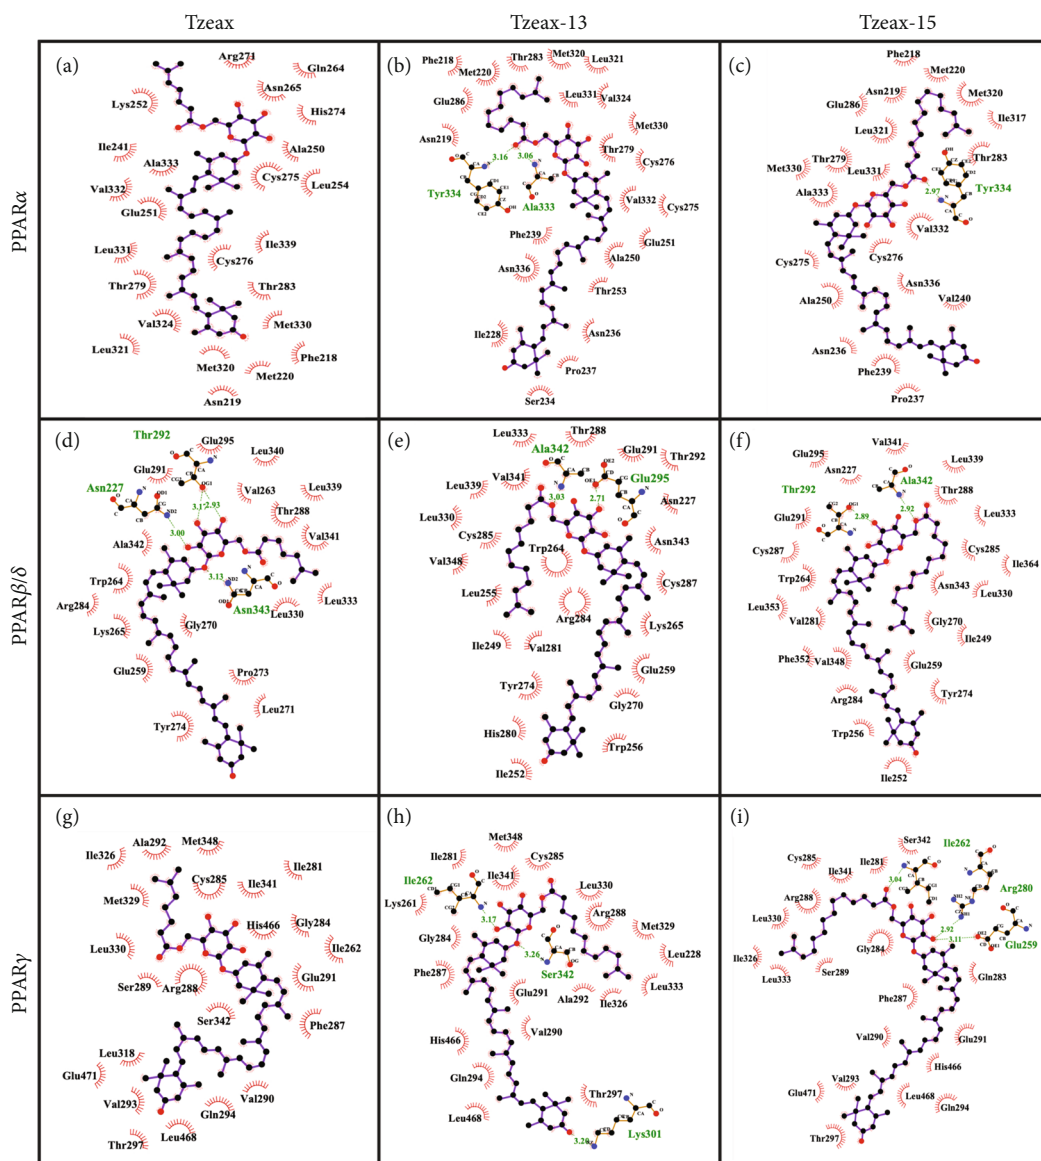 Tzeax Tzeax-13 Tzeax-15
PPARα
(a)
Arg271
Gln264
Asn265
Lys252
His274
Ile241
Ala333
Ala250
Val332
Cys275
Leu254
Glu251
Leu331
Ile339
Cys276
Thr279
Thr283
Val324
Met330
Leu321
Phe218
Met320
Met220
Asn219
(b)
Phe218
Thr283
Met320
Met220
Leu321
Glu286
Leu331
Val324
Asn219
Met330
3.16
3.06
Thr279
Cys276
Tyr334
Ala333
Val332
Cys275
Phe239
Glu251
Asn336
Ala250
Thr253
Ile228
Asn236
Pro237
Ser234
(c)
Phe218
Met220
Asn219
Met320
Glu286
Ile317
Leu321
Met330
Thr279
Leu331
Thr283
Ala333
2.97
Tyr334
Val332
Cys275
Cys276
Asn336
Ala250
Val240
Asn236
Phe239
Pro237
PPARβ/δ
(d)
Thr292
Glu295
Leu340
Glu291
Asn227
Val263
Leu339
2.93
Thr288
3.00
Val341
Ala342
Trp264
3.13
Arg284
Asn343
Leu330
Leu333
Lys265
Gly270
Glu259
Pro273
Leu271
Tyr274
(e)
Leu333
Thr288
Ala342
Glu291
Thr292
Val341
Glu295
Leu339
3.03
2.71
Asn227
Leu330
Cys285
Asn343
Trp264
Val348
Cys287
Leu255
Arg284
Lys265
Ile249
Val281
Glu259
Tyr274
Gly270
His280
Trp256
Ile252
(f)
Val341
Glu295
Asn227
Leu339
Thr292
Ala342
Thr288
Glu291
2.89
2.92
Leu333
Cys287
Cys285
Ile364
Trp264
Asn343
Leu330
Leu353
Val281
Gly270
Ile249
Phe352
Val348
Glu259
Arg284
Tyr274
Trp256
Ile252
PPARγ
(g)
Met348
Ala292
Ile326
Ile281
Cys285
Ile341
Met329
His466
Gly284
Leu330
Ile262
Ser289
Arg288
Glu291
Ser342
Phe287
Leu318
Glu471
Val290
Val293
Gln294
Thr297
Leu468
(h)
Met348
Ile281
Cys285
Ile262
Ile341
Leu330
Lys261
3.17
Arg288
Gly284
Met329
3.26
Leu228
Phe287
Ser342
Glu291
Ala292
Ile326
Leu333
Val290
His466
Gln294
Thr297
Leu468
3.20
Lys301
(i)
Ser342
Ile262
Cys285
Ile341
Ile281
3.04
Arg280
Arg288
Leu330
2.92
3.11
Glu259
Gly284
Ile326
Leu333
Ser289
Gln283
Phe287
Val290
Glu291
His466
Val293
Glu471
Leu468
Gln294
Thr297